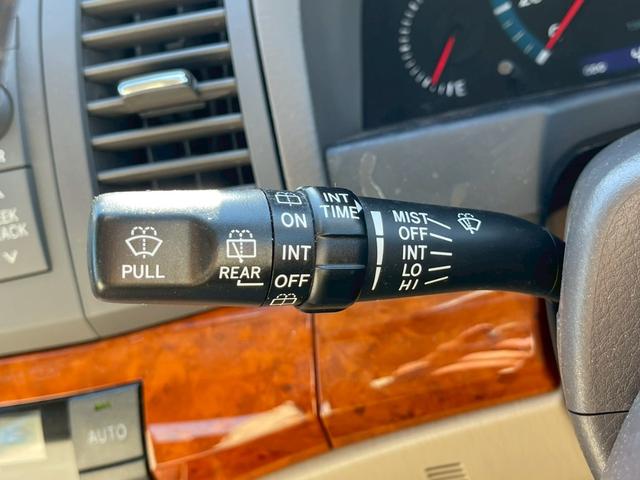 PULL
REAR
ON
INT
OFF
INT
TIME
MIST
OFF
INT
LO
HI
E
AUTO